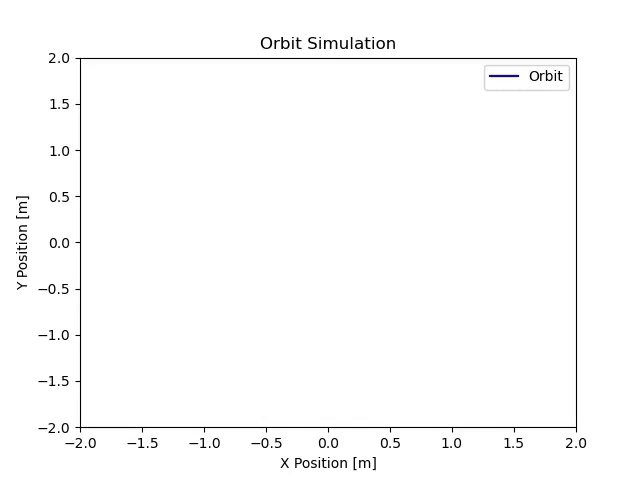 Orbit Simulation
Orbit
2.0
1.5
1.0
0.5
0.0
−0.5
−1.0
−1.5
−2.0
Y Position [m]
−2.0 −1.5 −1.0 −0.5 0.0 0.5 1.0 1.5 2.0
X Position [m]